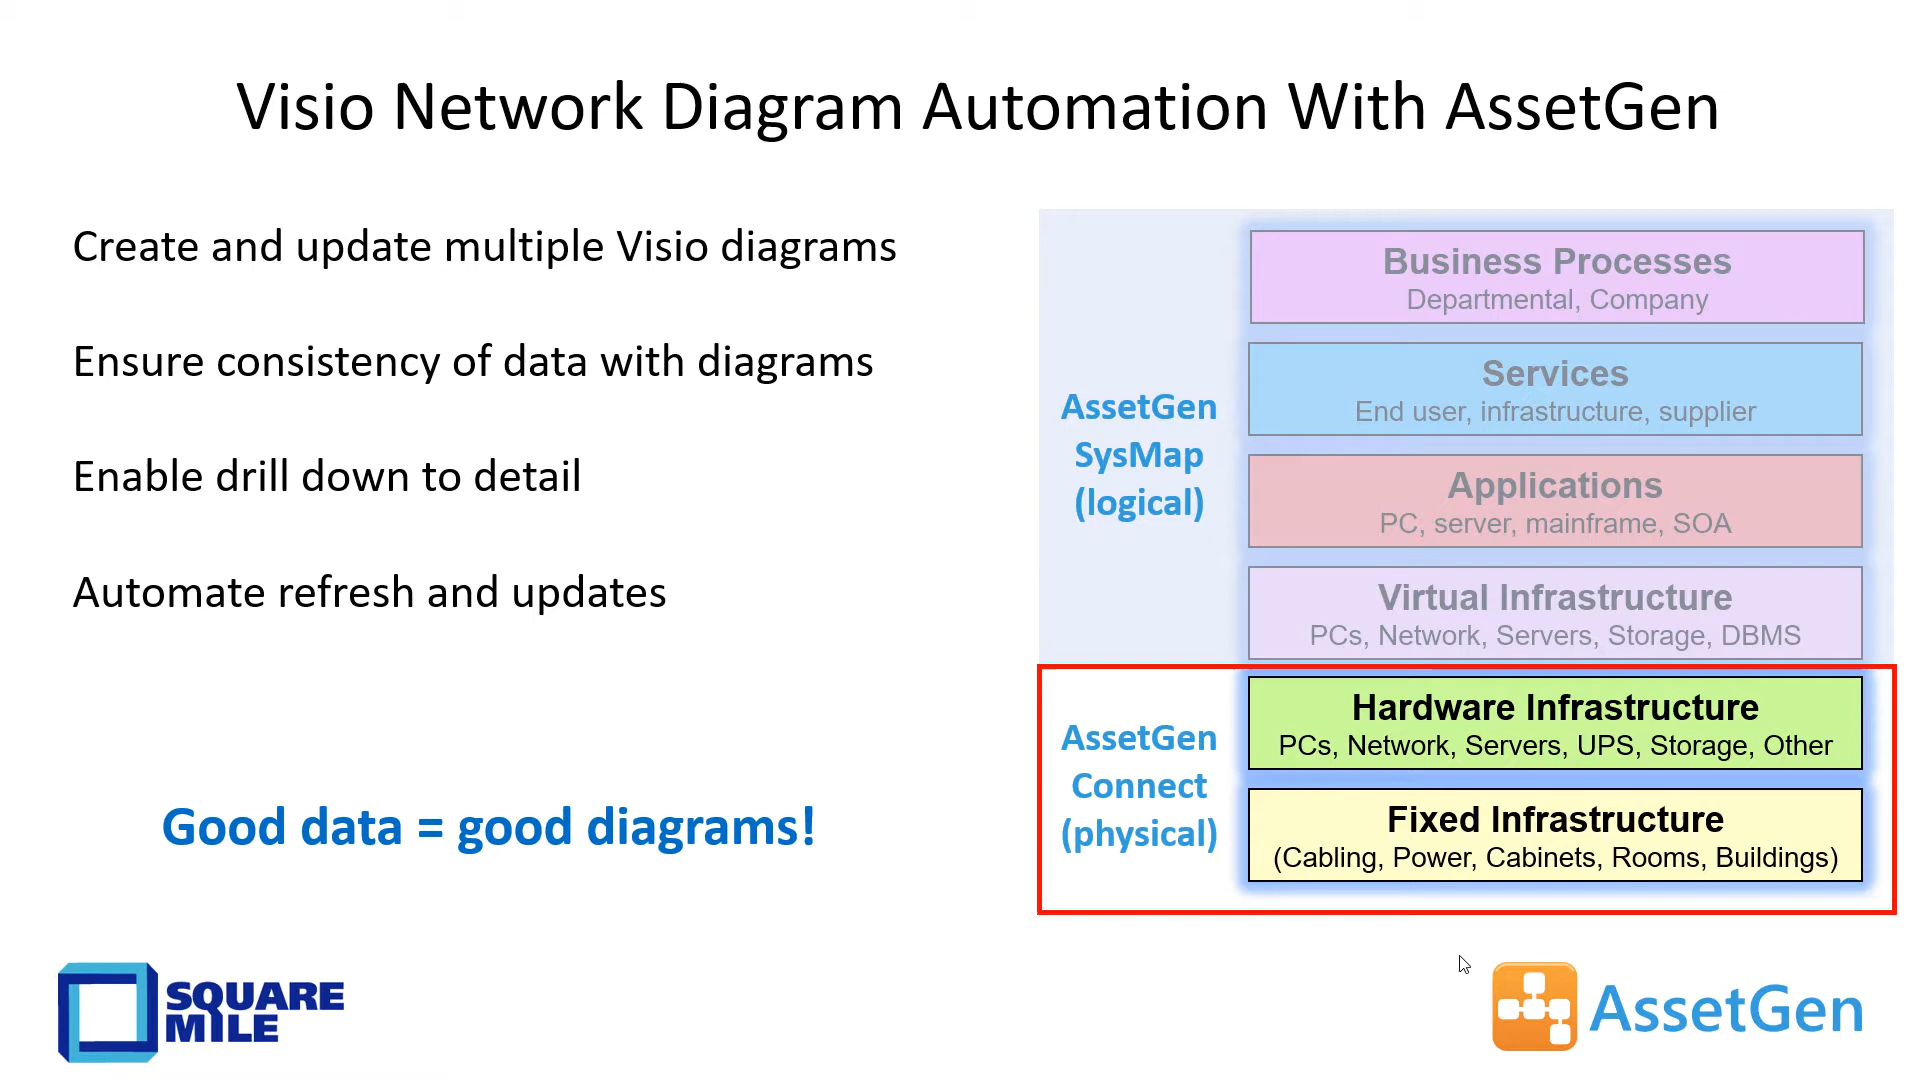 Visio Network Diagram Automation With AssetGen
Create and update multiple Visio diagrams
Ensure consistency of data with diagrams
Enable drill down to detail
Automate refresh and updates
Good data = good diagrams!
AssetGen
SysMap
(logical)
Business Processes
Departmental, Company
Services
End user, infrastructure, supplier
Applications
PC, server, mainframe, SOA
Virtual Infrastructure
PCs, Network, Servers, Storage, DBMS
AssetGen
Connect
(physical)
Hardware Infrastructure
PCs, Network, Servers, UPS, Storage, Other
Fixed Infrastructure
(Cabling, Power, Cabinets, Rooms, Buildings)
SQUARE
MILE
AssetGen